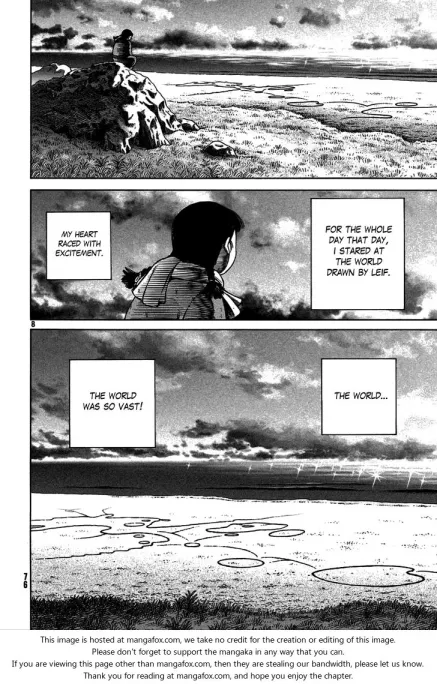 FOR THE WHOLE
DAY THAT DAY,
I STARED AT
THE WORLD
DRAWN BY LEIF.
MY HEART
RACED WITH
EXCITEMENT.
8
THE WORLD...
THE WORLD
WAS SO VAST!
76
This image is hosted at mangafox.com, we take no credit for the creation or editing of this image.
Please don't forget to support the mangaka in any way that you can.
If you are viewing this page other than mangafox.com, then they are stealing our bandwidth, please let us know.
Thank you for reading at mangafox.com, and hope you enjoy the chapter.